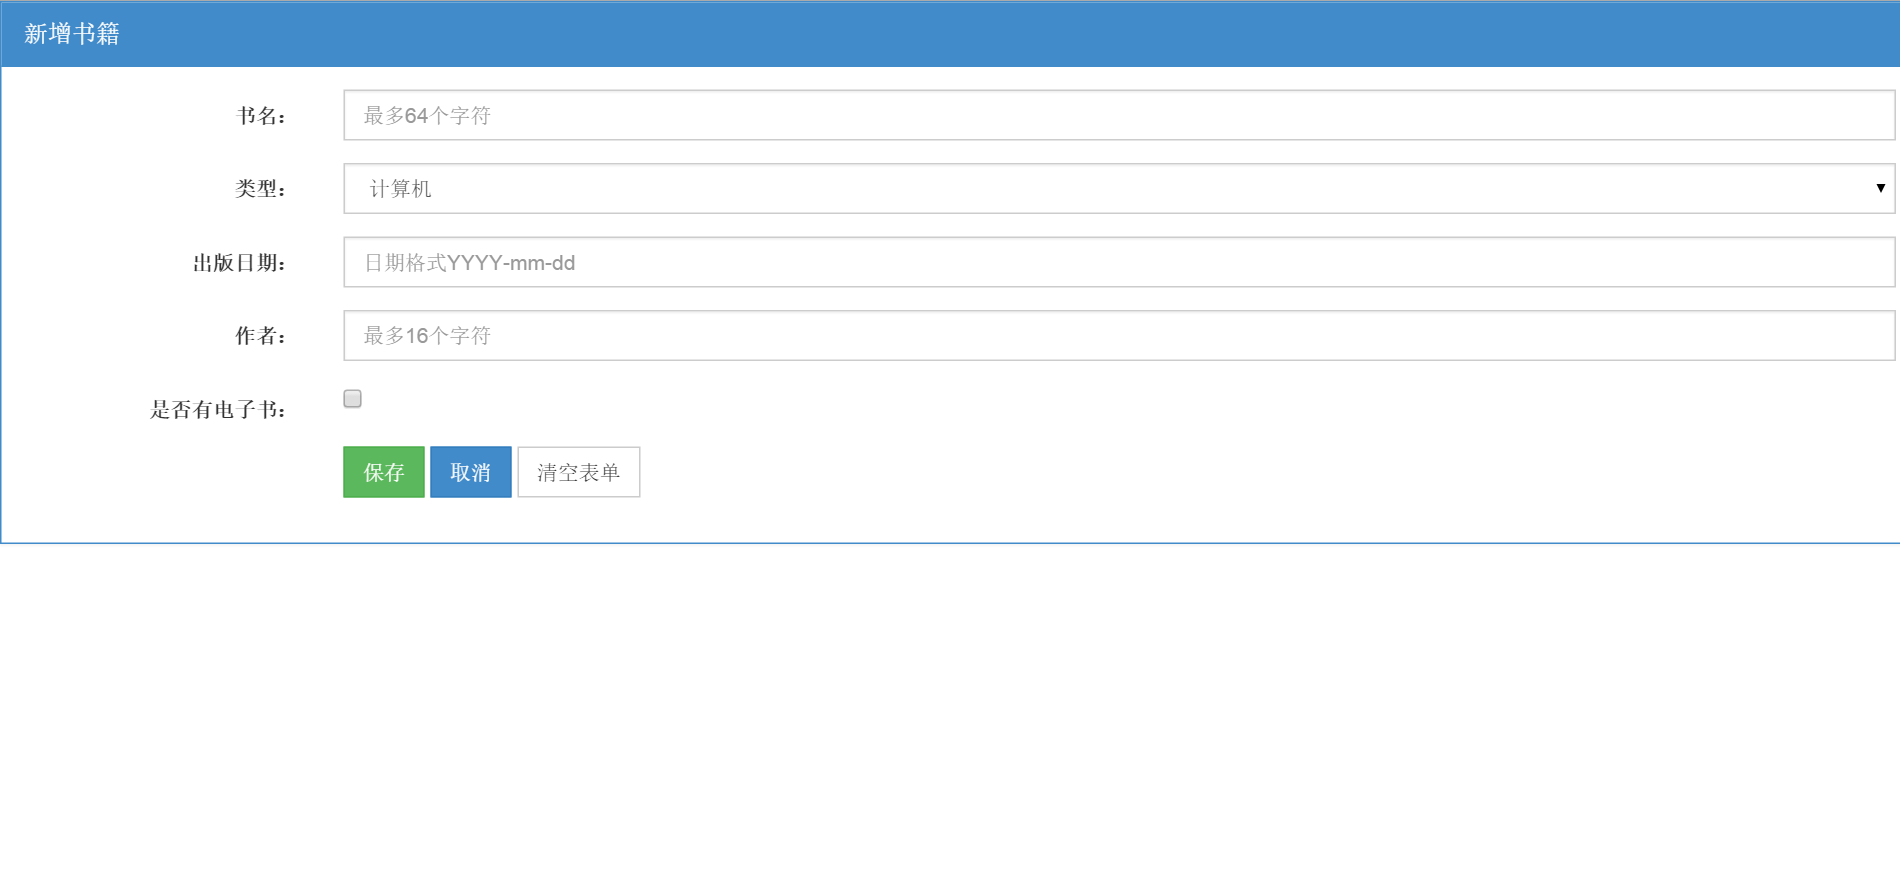 新增书籍
书名：
最多64个字符
类型：
计算机
出版日期：
日期格式YYYY-mm-dd
作者：
最多16个字符
是否有电子书：
保存 取消 清空表单